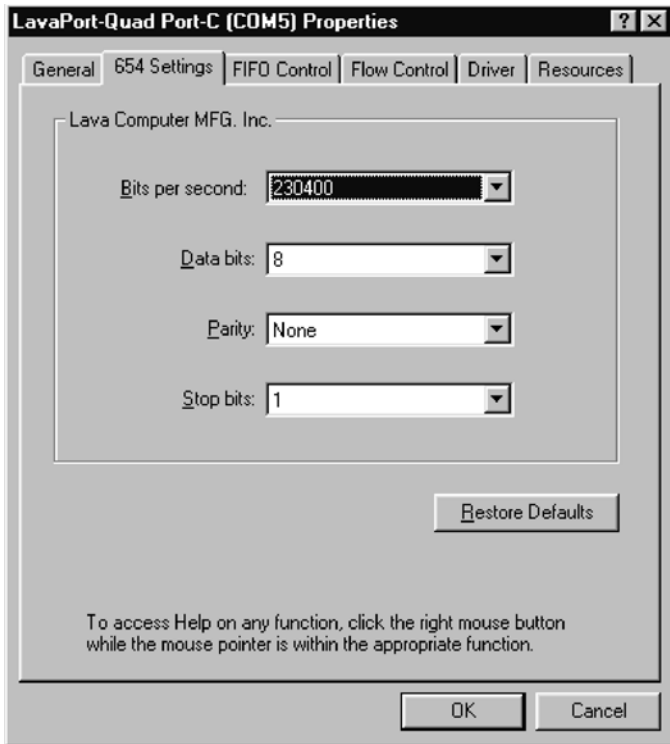 LavaPort-Quad Port-C (COM5) Properties
General 654 Settings FIFO Control Flow Control Driver Resources
Lava Computer MFG. Inc.
Bits per second: 230400
Data bits: 8
Parity: None
Stop bits: 1
Restore Defaults
To access Help on any function, click the right mouse button
while the mouse pointer is within the appropriate function.
OK Cancel